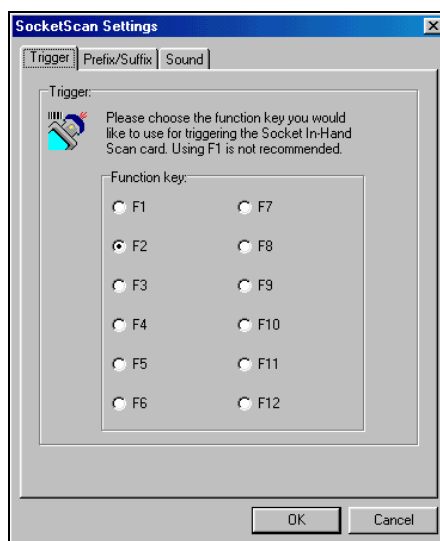 SocketScan Settings
Trigger Prefix/Suffix Sound
Trigger:
Please choose the function key you would
like to use for triggering the Socket In-Hand
Scan card. Using F1 is not recommended.
Function key:
F1 F7
F2 F8
F3 F9
F4 F10
F5 F11
F6 F12
OK Cancel